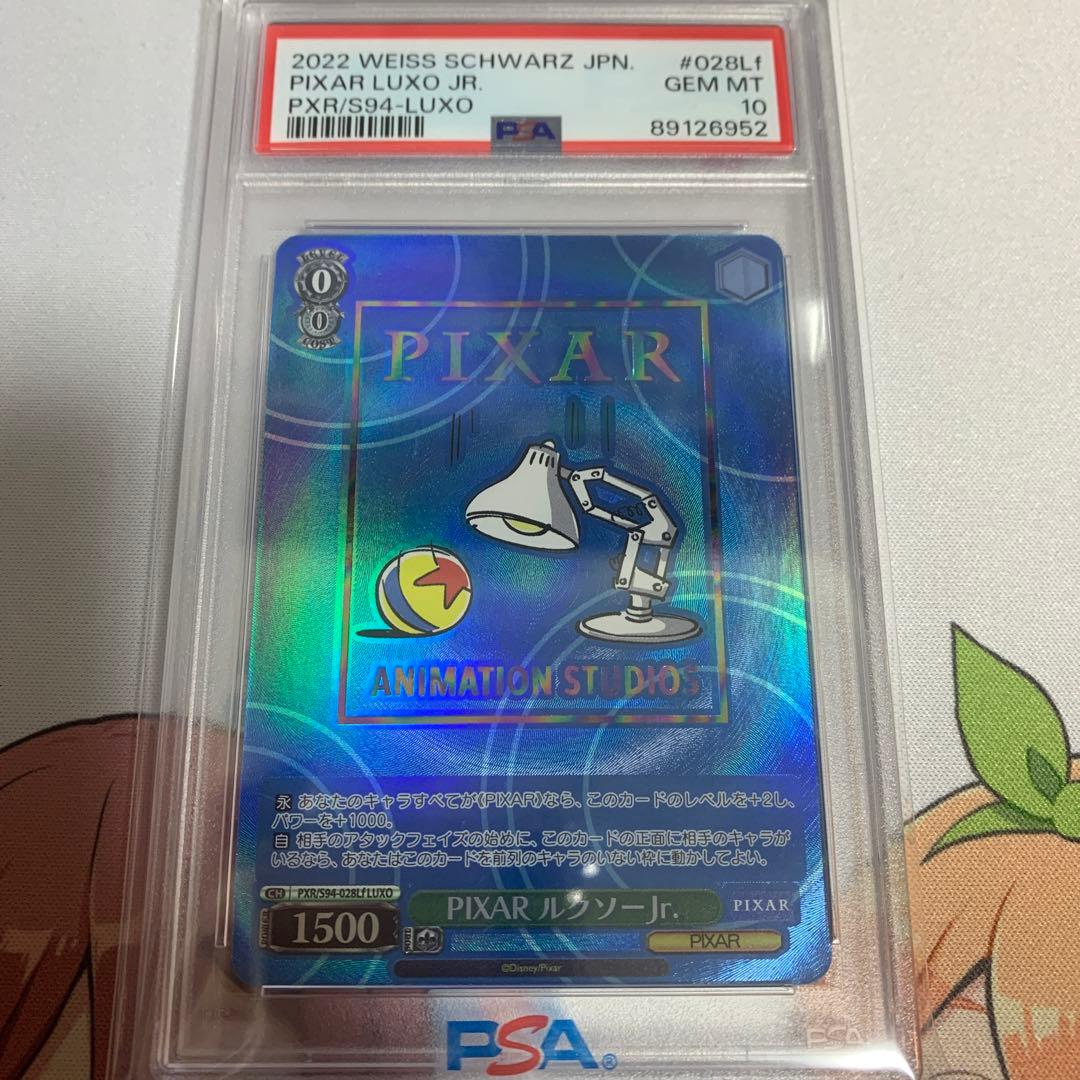 2022 WEISS SCHWARZ JPN. #028Lf
PIXAR LUXO JR. GEM MT
PXR/S94-LUXO 10
PSA 89126952
LEVEL
0
0
COST
PIXAR
ANIMATION STUDIOS
永 あなたのキャラすべてが《PIXAR》なら、このカードのレベルを+2し、
パワーを+1000。
自 相手のアタックフェイズの始めに、このカードの正面に相手のキャラが
いるなら、あなたはこのカードを前列のキャラのいない枠に動かしてよい。
CH PXR/S94-028Lf LUXO
POWER 1500
PIXAR ルクソーJr.
PIXAR
PIXAR
©Disney/Pixar
PSA®